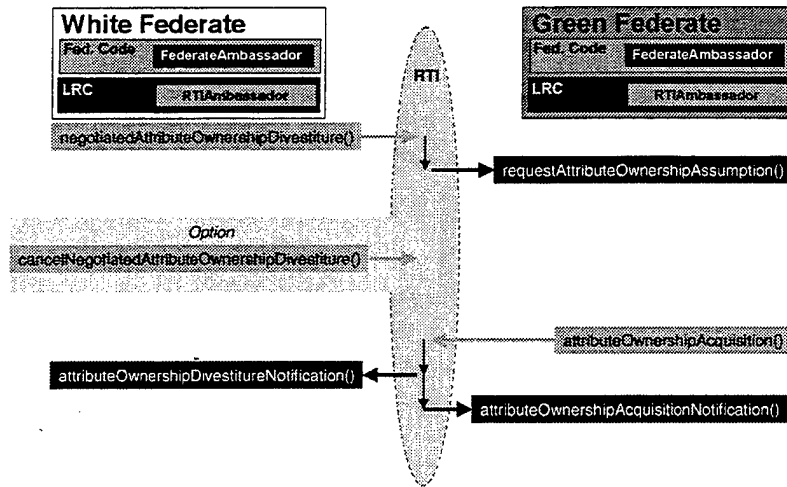 White Federate
Fed. Code
FederateAmbassador
LRC
RTIAmbassador
Green Federate
Fed. Code
FederateAmbassador
LRC
RTIAmbassador
RTI
negotiatedAttributeOwnershipDivestiture()
requestAttributeOwnershipAssumption()
Option
cancelNegotiatedAttributeOwnershipDivestiture()
attributeOwnershipAcquisition()
attributeOwnershipDivestitureNotification()
attributeOwnershipAcquisitionNotification()